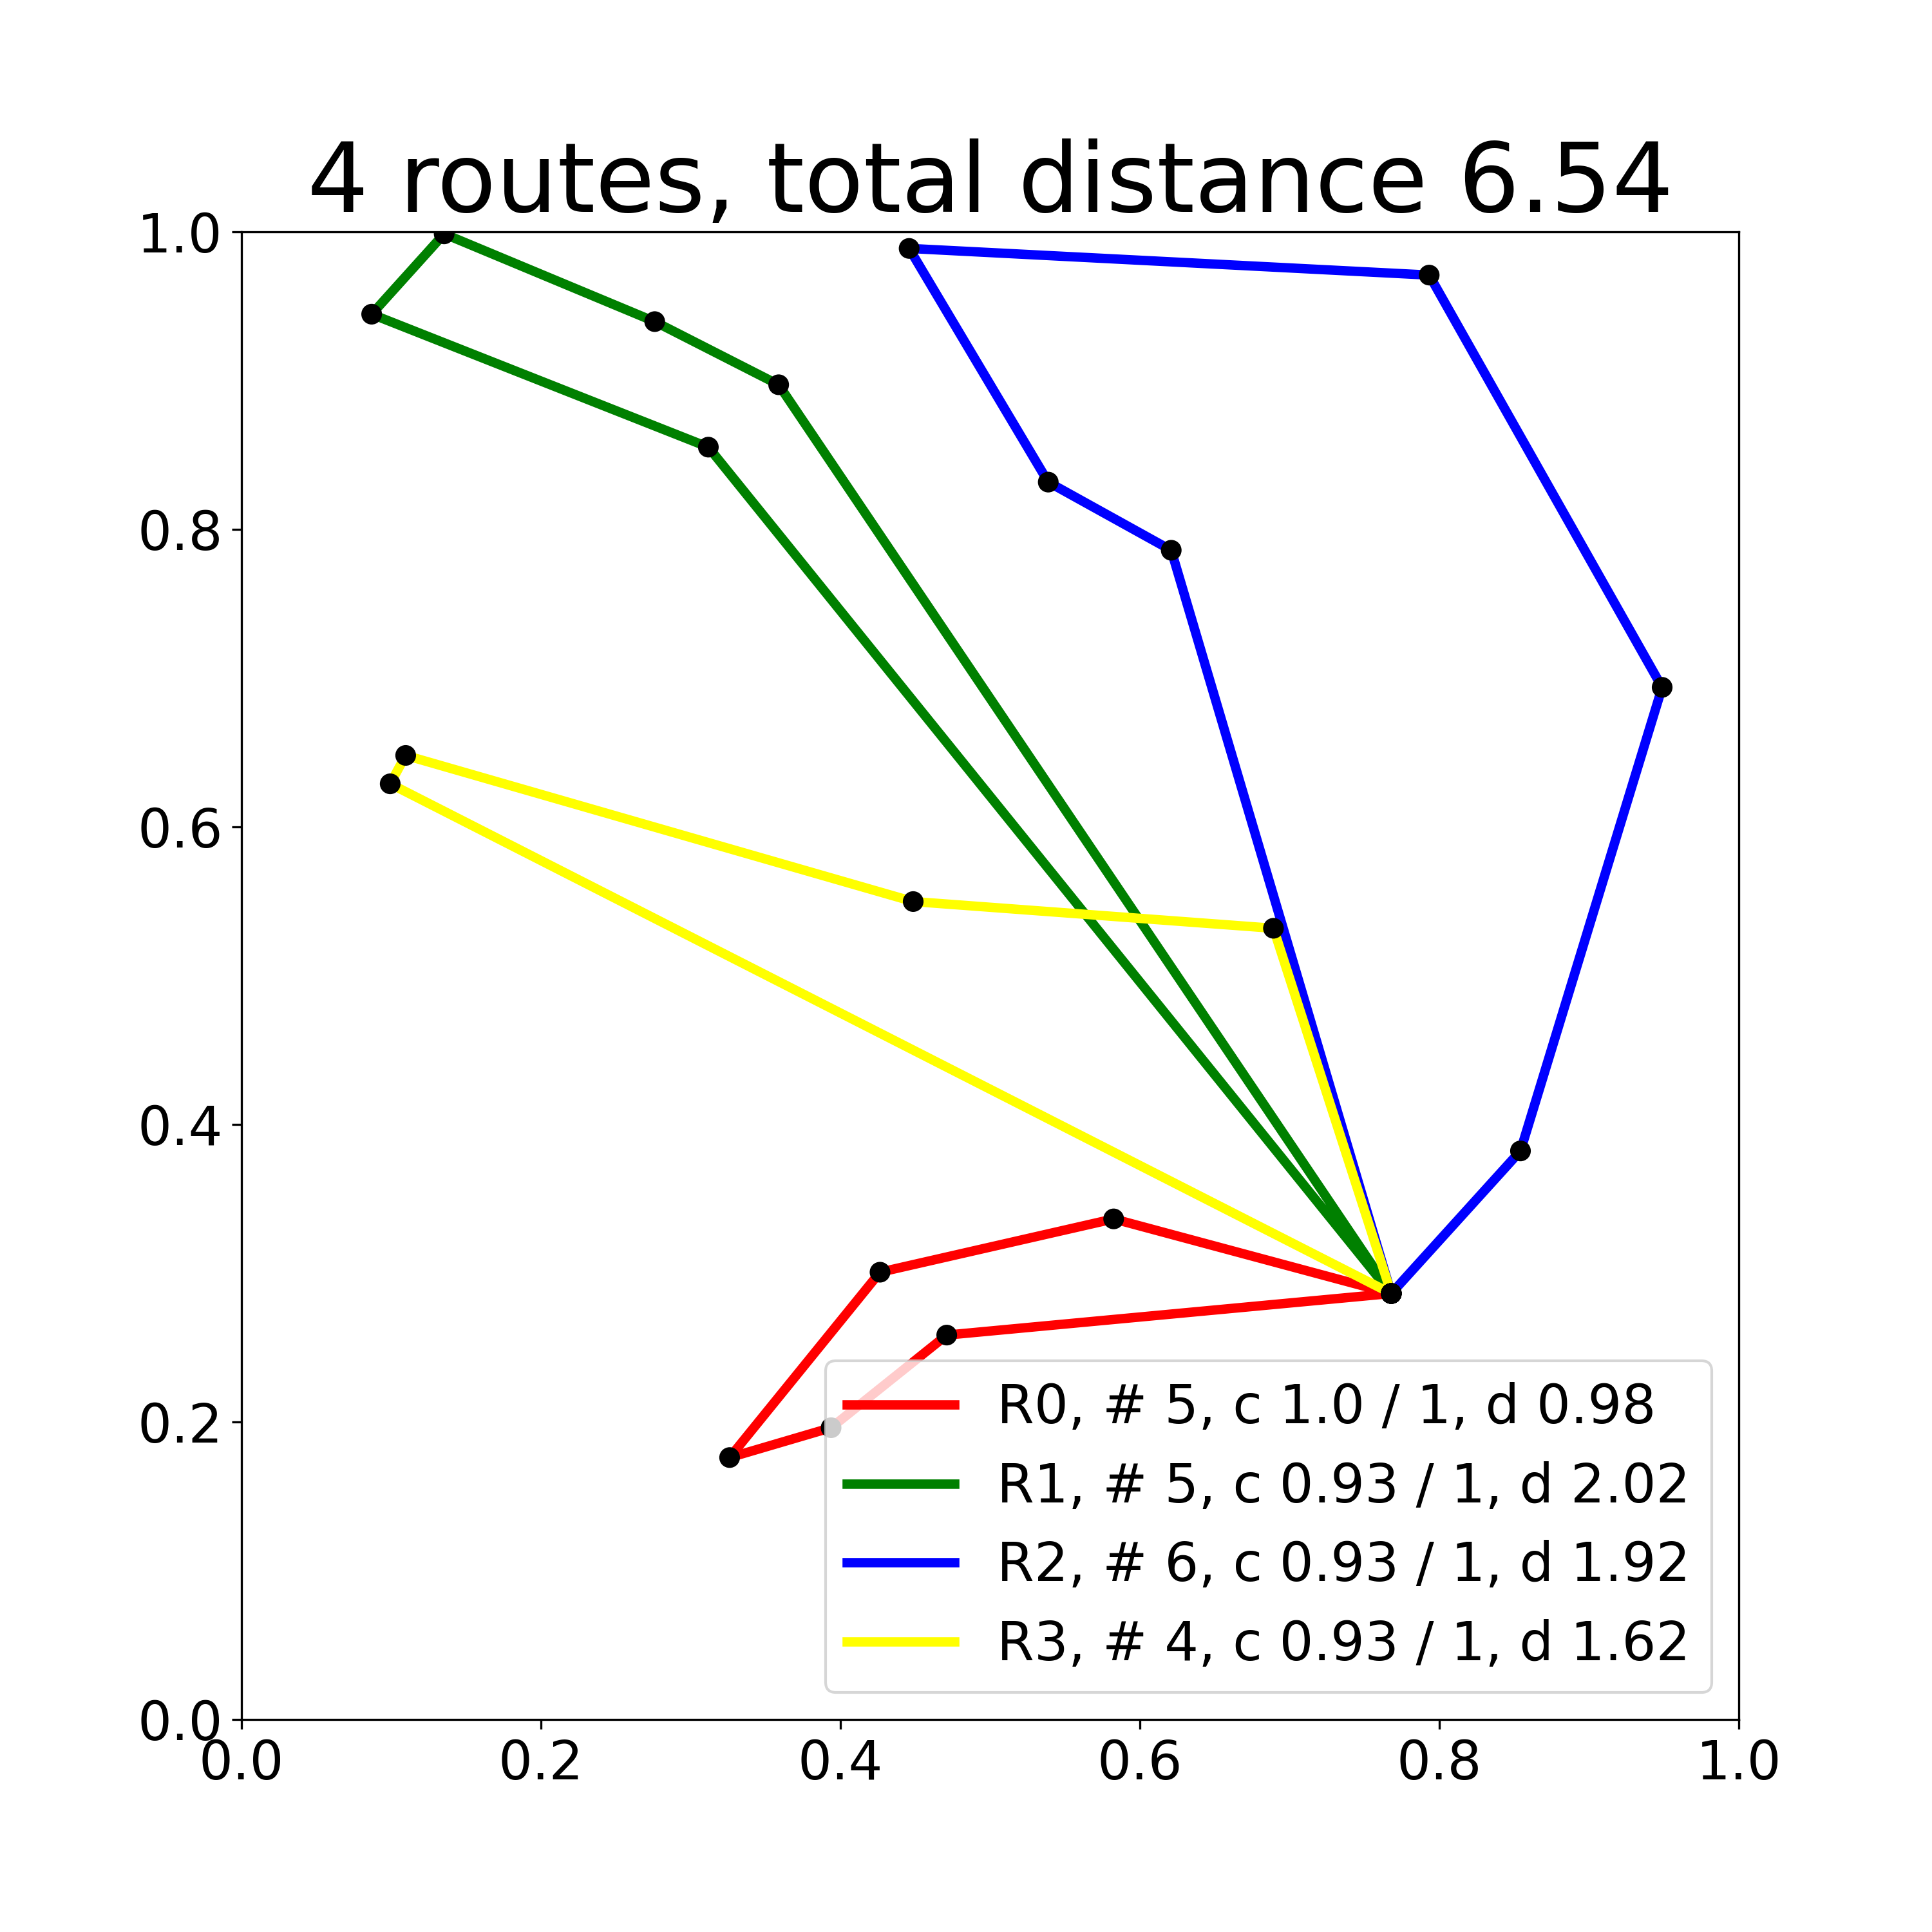 4 routes, total distance 6.54
1.0
0.8
0.6
0.4
0.2
0.0
0.0 0.2 0.4 0.6 0.8 1.0
R0, # 5, c 1.0 / 1, d 0.98
R1, # 5, c 0.93 / 1, d 2.02
R2, # 6, c 0.93 / 1, d 1.92
R3, # 4, c 0.93 / 1, d 1.62